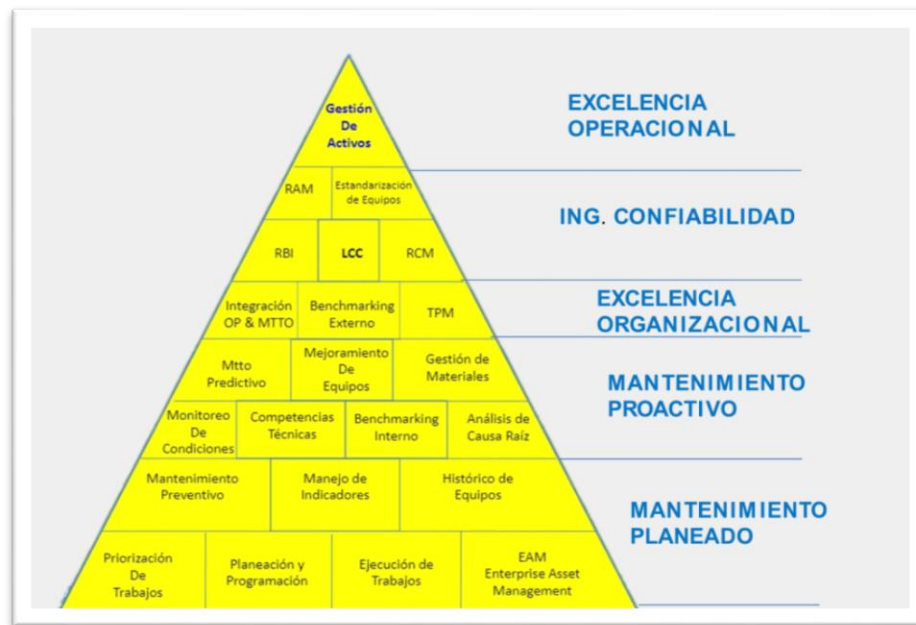 Gestión
De
Activos
EXCELENCIA
OPERACIONAL
RAM
Estandarización
de Equipos
ING. CONFIABILIDAD
RBI
LCC
RCM
Integración
OP & MTTO
Benchmarking
Externo
TPM
EXCELENCIA
ORGANIZACIONAL
Mtto
Predictivo
Mejoramiento
De
Equipos
Gestión de
Materiales
MANTENIMIENTO
PROACTIVO
Monitoreo
De
Condiciones
Competencias
Técnicas
Benchmarking
Interno
Análisis de
Causa Raíz
Mantenimiento
Preventivo
Manejo de
Indicadores
Histórico de
Equipos
MANTENIMIENTO
PLANEADO
Priorización
De
Trabajos
Planeación y
Programación
Ejecución de
Trabajos
EAM
Enterprise Asset
Management